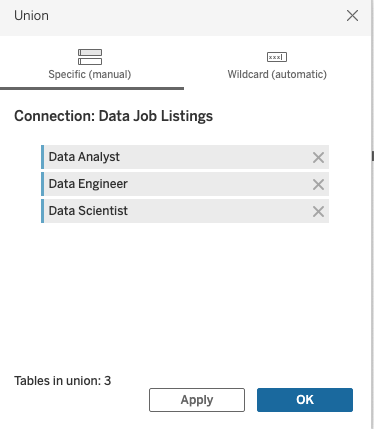 Union
Specific (manual)
Wildcard (automatic)
Connection: Data Job Listings
Data Analyst
Data Engineer
Data Scientist
Tables in union: 3
Apply
OK